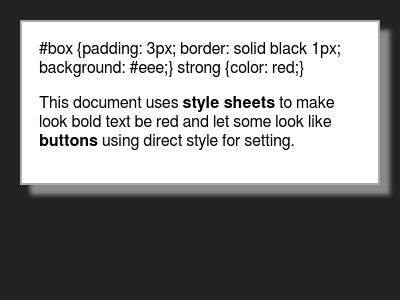 #box {padding: 3px; border: solid black 1px;
background: #eee;} strong {color: red;}
This document uses style sheets to make
look bold text be red and let some look like
buttons using direct style for setting.